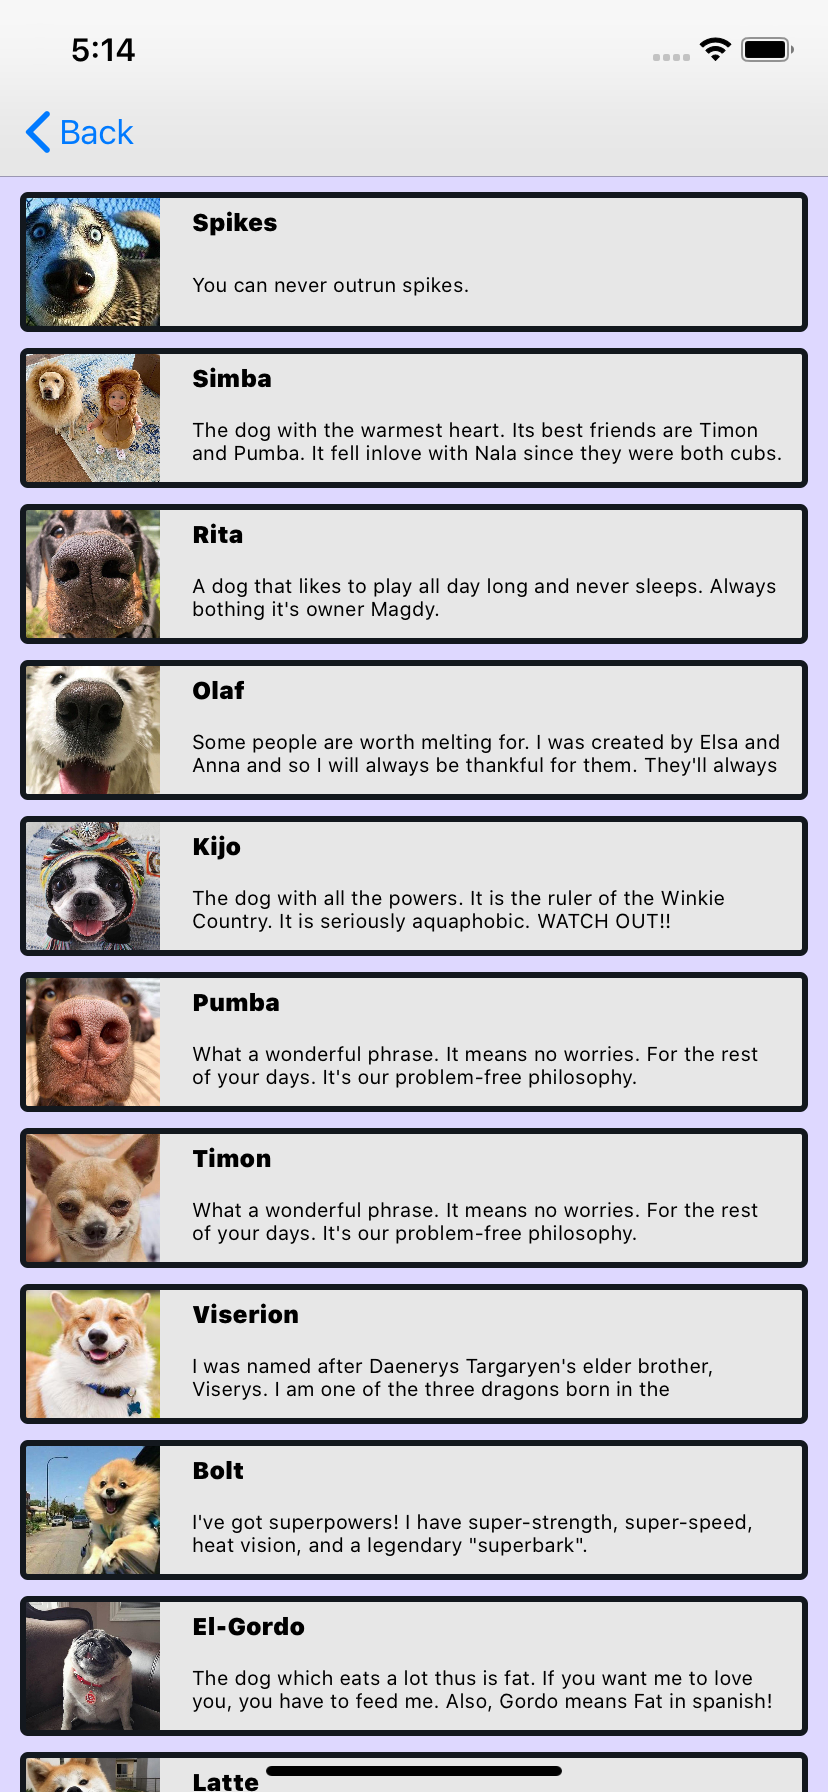 5:14
Back
Spikes
You can never outrun spikes.
Simba
The dog with the warmest heart. Its best friends are Timon
and Pumba. It fell inlove with Nala since they were both cubs.
Rita
A dog that likes to play all day long and never sleeps. Always
bothing it's owner Magdy.
Olaf
Some people are worth melting for. I was created by Elsa and
Anna and so I will always be thankful for them. They'll always
Kijo
The dog with all the powers. It is the ruler of the Winkie
Country. It is seriously aquaphobic. WATCH OUT!!
Pumba
What a wonderful phrase. It means no worries. For the rest
of your days. It's our problem-free philosophy.
Timon
What a wonderful phrase. It means no worries. For the rest
of your days. It's our problem-free philosophy.
Viserion
I was named after Daenerys Targaryen's elder brother,
Viserys. I am one of the three dragons born in the
Bolt
I've got superpowers! I have super-strength, super-speed,
heat vision, and a legendary "superbark".
El-Gordo
The dog which eats a lot thus is fat. If you want me to love
you, you have to feed me. Also, Gordo means Fat in spanish!
Latte